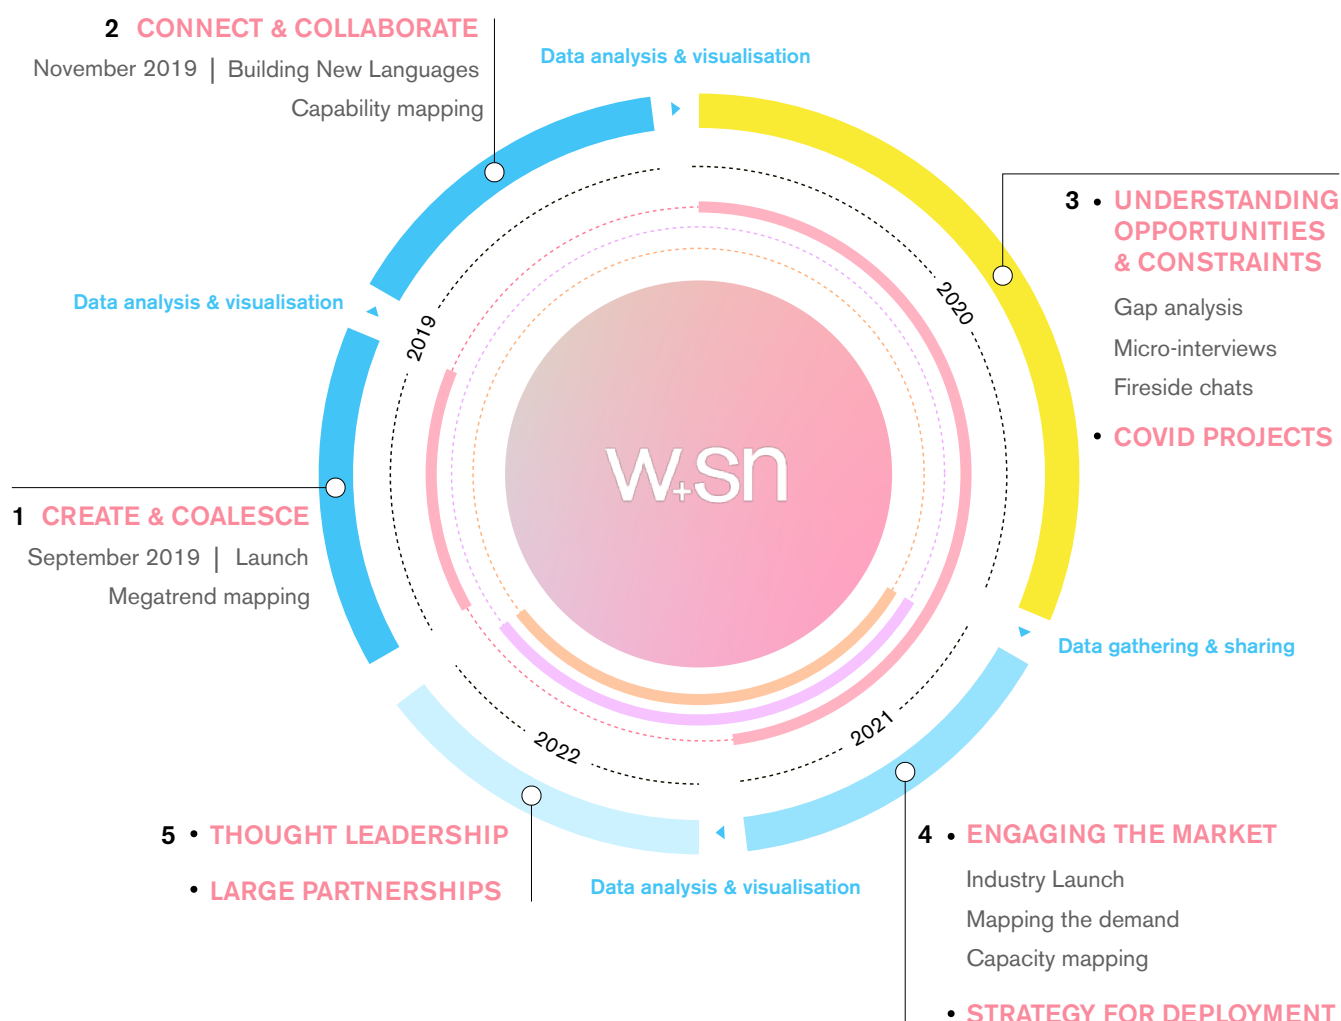 2 CONNECT & COLLABORATE
November 2019 | Building New Languages
Capability mapping
Data analysis & visualisation
3 • UNDERSTANDING
OPPORTUNITIES
& CONSTRAINTS
Gap analysis
Micro-interviews
Fireside chats
• COVID PROJECTS
Data analysis & visualisation
2019
2020
w+sn
1 CREATE & COALESCE
September 2019 | Launch
Megatrend mapping
Data gathering & sharing
2022
2021
5 • THOUGHT LEADERSHIP
• LARGE PARTNERSHIPS
Data analysis & visualisation
4 • ENGAGING THE MARKET
Industry Launch
Mapping the demand
Capacity mapping
• STRATEGY FOR DEPLOYMENT